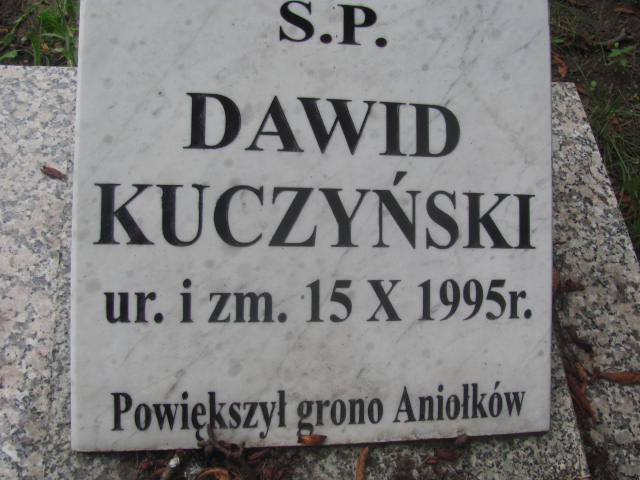 Ś.P.
DAWID
KUCZYŃSKI
ur. i zm. 15 X 1995r.
Powiększył grono Aniołków